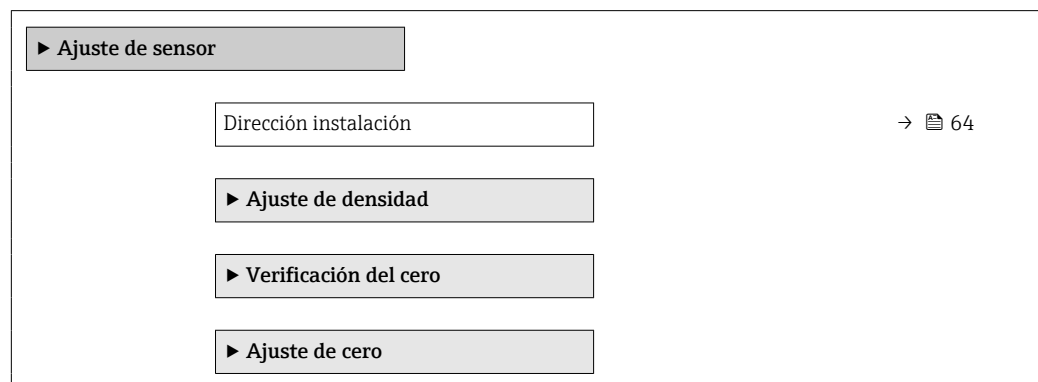 ▶ Ajuste de sensor
Dirección instalación → 64
▶ Ajuste de densidad
▶ Verificación del cero
▶ Ajuste de cero